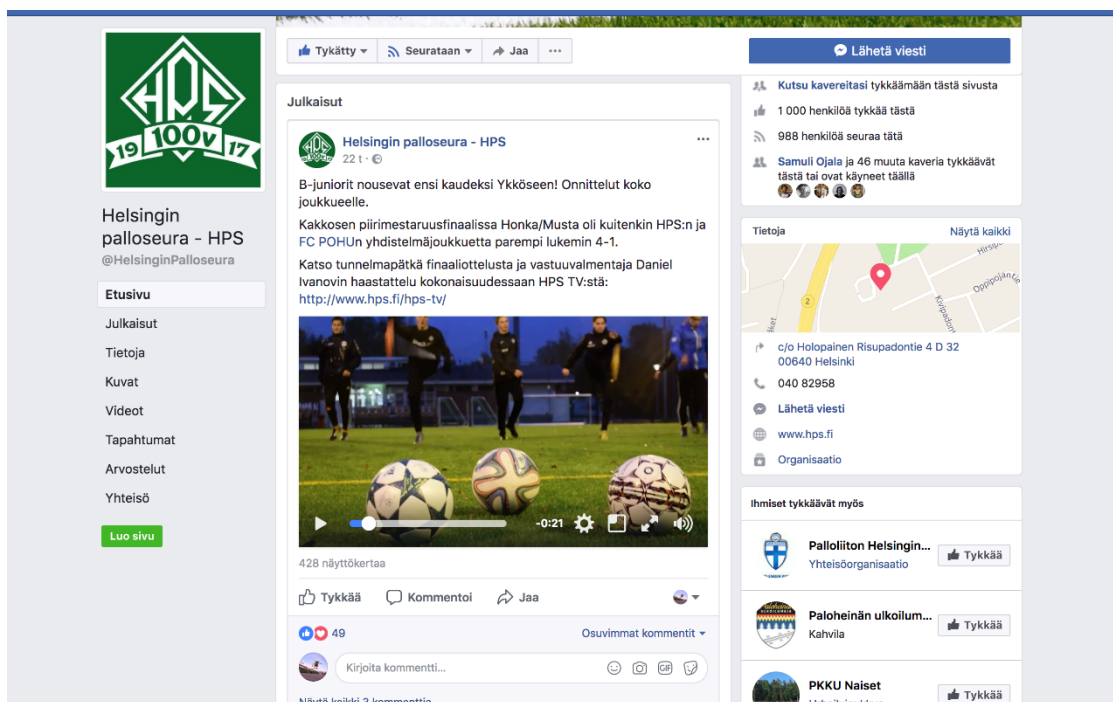 HPS
19 100V 17
Helsingin
palloseura - HPS
@HelsinginPalloseura
Etusivu
Julkaisut
Tietoja
Kuvat
Videot
Tapahtumat
Arvostelut
Yhteisö
Luo sivu
Tykätty
Seurataan
Jaa
Julkaisut
Helsingin palloseura - HPS
22 t ·
B-juniorit nousevat ensi kaudeksi Ykköseen! Onnittelut koko
joukkueelle.
Kakkosen piirimestaruusfinaalissa Honka/Musta oli kuitenkin HPS:n ja
FC POHUn yhdistelmäjoukkuetta parempi lukemin 4-1.
Katso tunnelmapätkä finaaliottelusta ja vastuuvalmentaja Daniel
Ivanovin haastattelu kokonaisuudessaan HPS TV:stä:
http://www.hps.fi/hps-tv/
-0:21
428 näyttökertaa
Tykkää Kommentoi Jaa
49 Osuvimmat kommentit
Kirjoita kommentti...
GIF
Näytä kaikki 3 kommenttia
Lähetä viesti
Kutsu kavereitasi tykkäämään tästä sivusta
1 000 henkilöä tykkää tästä
988 henkilöä seuraa tätä
Samuli Ojala ja 46 muuta kaveria tykkäävät
tästä tai ovat käyneet täällä
Tietoja Näytä kaikki
Oppipojantie
Kivipadont
2
c/o Holopainen Risupadontie 4 D 32
00640 Helsinki
040 82958
Lähetä viesti
www.hps.fi
Organisaatio
Ihmiset tykkäävät myös
Palloliiton Helsingin...
Yhteisöorganisaatio
Tykkää
Paloheinän ulkoilum...
Kahvila
Tykkää
PKKU Naiset
Tykkää